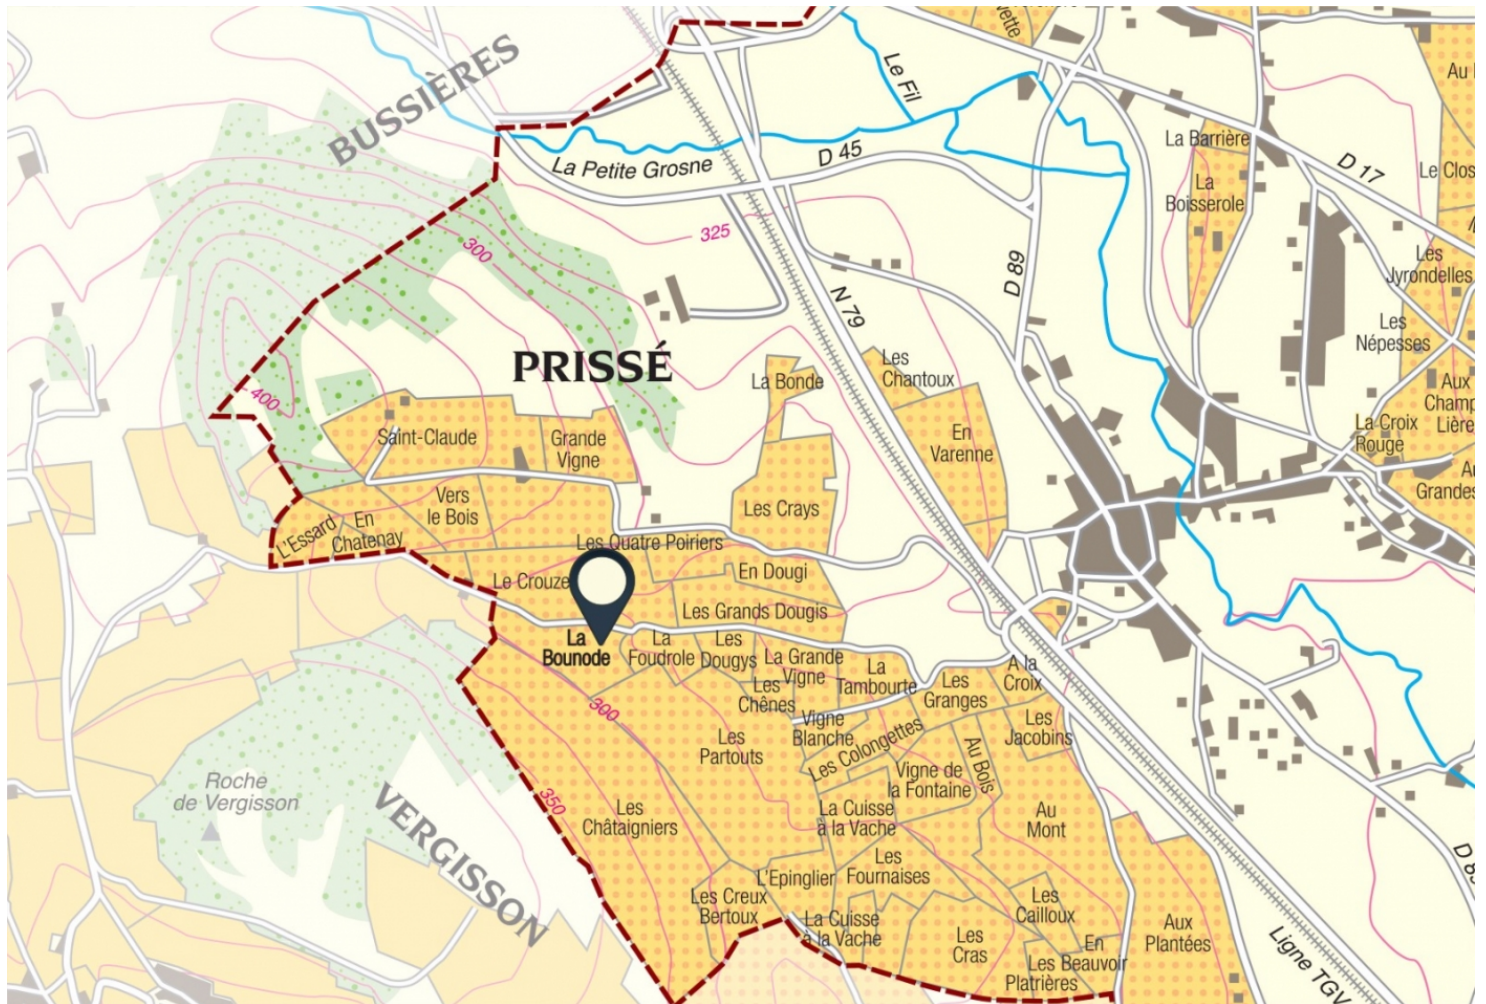 BUSSIÈRES
Le Fil
La Petite Grosne
D 45
La Barrière
D 17
La
Boisserole
Le Clos
325
300
D 89
Les
Jyrondelles
N 79
Les
Népesses
PRISSÉ
La Bonde
Les
Chantoux
400
Aux
Champ
Lière
La Croix
Rouge
Saint-Claude
Grande
Vigne
En
Varenne
Grandes
Vers
le Bois
Les Crays
L'Essard
En
Chatenay
Les Quatre Poiriers
Le Crouze
En Dougi
Les Grands Dougis
La
Bounode
La
Foudrole
Les
Dougys
La Grande
Vigne
La
Tambourte
A la
Croix
Les
Chênes
Les
Granges
300
Vigne
Blanche
Les
Jacobins
Les
Partouts
Les Colongettes
Au Bois
Vigne de
la Fontaine
Roche
de Vergisson
350
Les
Châtaigniers
La Cuisse
à la Vache
Au
Mont
VERGISSON
Les
Fournaises
L'Epinglier
Les Creux
Bertoux
Les
Cailloux
La Cuisse
à la Vache
Les
Cras
Aux
Plantées
En
Beauvoir
Les
Platrières
Ligne TGV